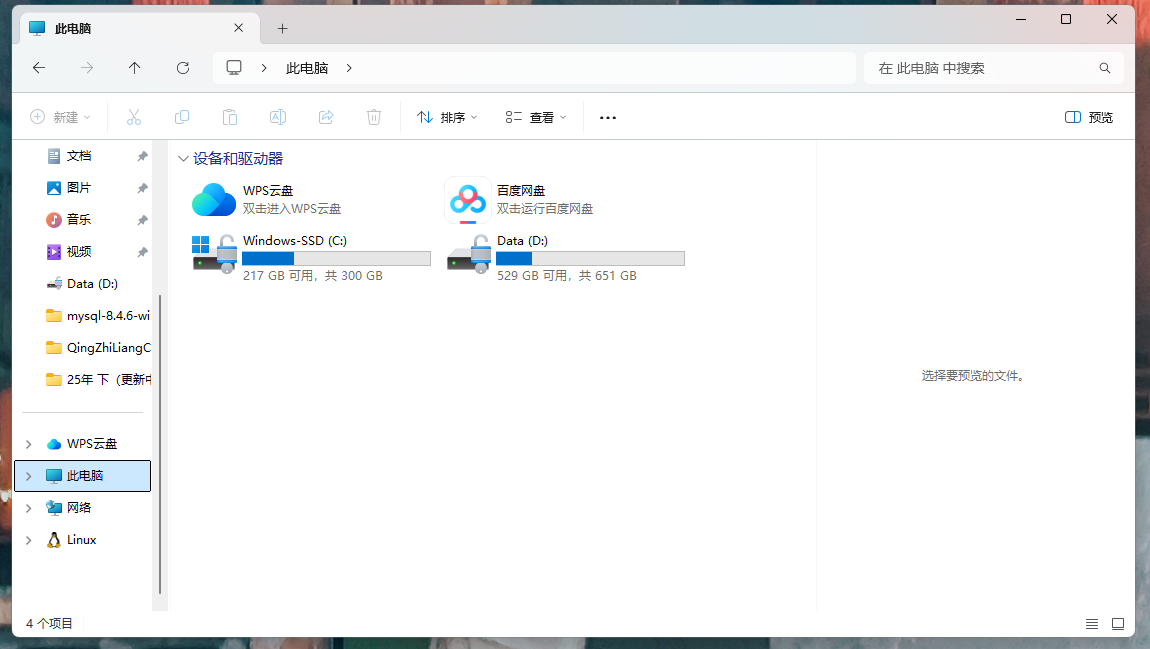 此电脑
此电脑
在 此电脑 中搜索
新建
排序
查看
预览
文档
图片
音乐
视频
Data (D:)
mysql-8.4.6-wi
QingZhiLiangC
25年 下（更新中
WPS云盘
此电脑
网络
Linux
设备和驱动器
WPS云盘
双击进入WPS云盘
百度网盘
双击运行百度网盘
Windows-SSD (C:)
217 GB 可用，共 300 GB
Data (D:)
529 GB 可用，共 651 GB
选择要预览的文件。
4 个项目